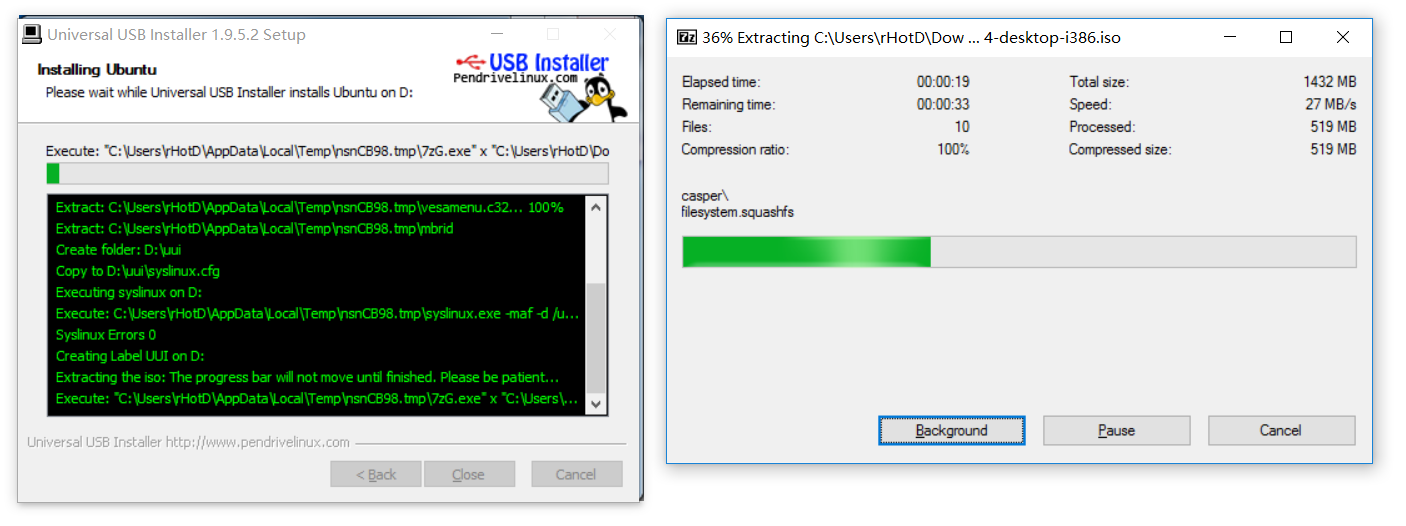 Universal USB Installer 1.9.5.2 Setup
Installing Ubuntu
Please wait while Universal USB Installer installs Ubuntu on D:
USB Installer
Pendrivelinux.com
Execute: "C:\Users\rHotD\AppData\Local\Temp\nsnCB98.tmp\7zG.exe" x "C:\Users\rHotD\Do
Extract: C:\Users\rHotD\AppData\Local\Temp\nsnCB98.tmp\vesamenu.c32... 100%
Extract: C:\Users\rHotD\AppData\Local\Temp\nsnCB98.tmp\mbrid
Create folder: D:\uui
Copy to D:\uui\syslinux.cfg
Executing syslinux on D:
Execute: C:\Users\rHotD\AppData\Local\Temp\nsnCB98.tmp\syslinux.exe -maf -d /u...
Syslinux Errors 0
Creating Label UUI on D:
Extracting the iso: The progress bar will not move until finished. Please be patient...
Execute: "C:\Users\rHotD\AppData\Local\Temp\nsnCB98.tmp\7zG.exe" x "C:\Users\...
Universal USB Installer http://www.pendrivelinux.com
< Back Close Cancel
7z 36% Extracting C:\Users\rHotD\Dow ... 4-desktop-i386.iso
Elapsed time: 00:00:19 Total size: 1432 MB
Remaining time: 00:00:33 Speed: 27 MB/s
Files: 10 Processed: 519 MB
Compression ratio: 100% Compressed size: 519 MB
casper\
filesystem.squashfs
Background Pause Cancel